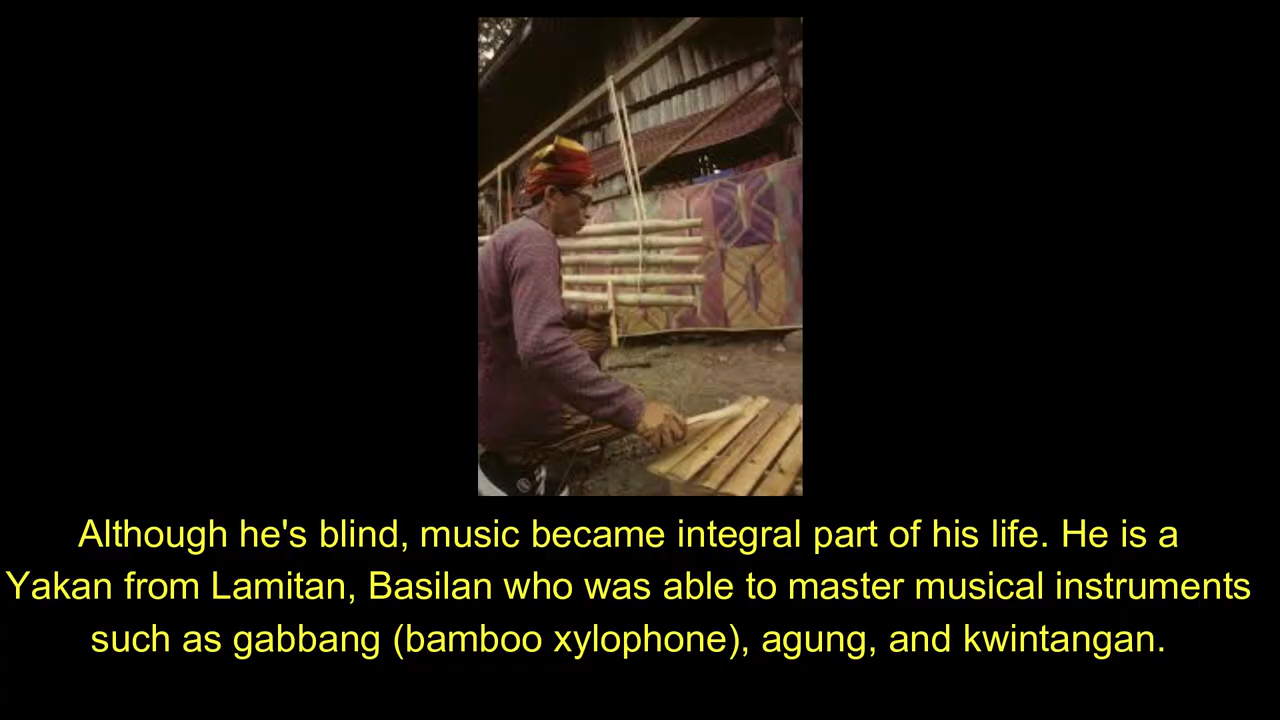 Although he's blind, music became integral part of his life. He is a
Yakan from Lamitan, Basilan who was able to master musical instruments
such as gabbang (bamboo xylophone), agung, and kwintangan.